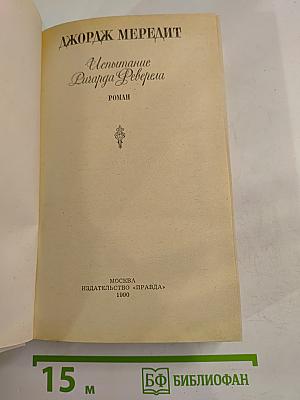 ДЖОРДЖ МЕРЕДИТ
Испытание
Ричарда Феверела
РОМАН
МОСКВА
ИЗДАТЕЛЬСТВО «ПРАВДА»
1990
15 м
БФ БИБЛИОФАН